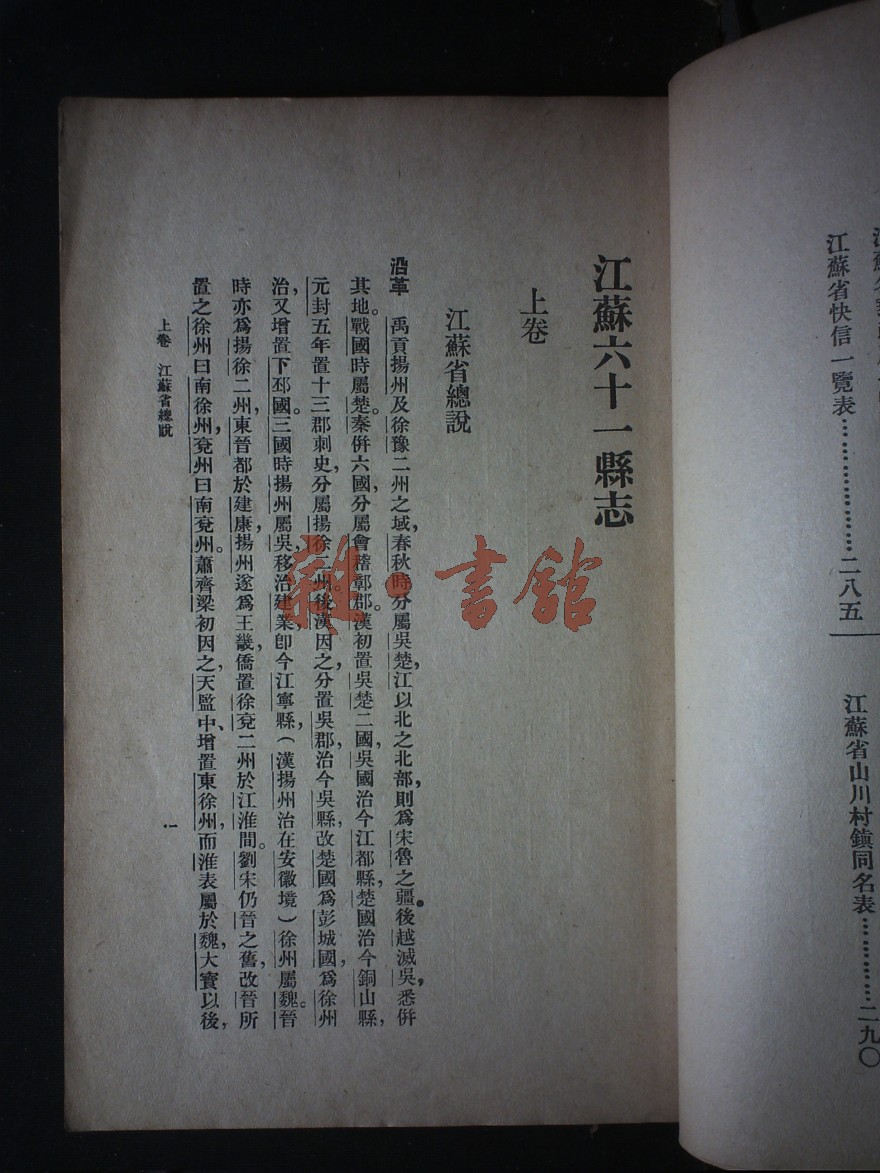 江蘇省快信一覽表………………二八五
江蘇省山川村鎮同名表…………二九〇
江蘇六十一縣志
上卷
江蘇省總說
沿革　禹貢揚州及徐豫二州之域，春秋時分屬吳楚，江以北之北部，則爲宋魯之疆。後越滅吳，悉併
其地。戰國時屬楚。秦併六國，分屬會稽鄣郡。漢初置吳楚二國，吳國治今江都縣，楚國治今銅山縣，
元封五年置十三郡刺史，分屬揚徐二州。後漢因之，分置吳郡，治今吳縣，改楚國爲彭城國，爲徐州
治，又增置下邳國。三國時揚州屬吳，移治建業，卽今江寧縣，（漢揚州治在安徽境）徐州屬魏。晉
時亦爲揚徐二州，東晉都於建康，揚州遂爲王畿，僑置徐兗二州於江淮間。劉宋仍晉之舊，改晉所
置之徐州曰南徐州，兗州曰南兗州。蕭齊梁初因之，天監中、增置東徐州，而淮表屬於魏，大寶以後，
上卷　江蘇省總說
一
雜·書館